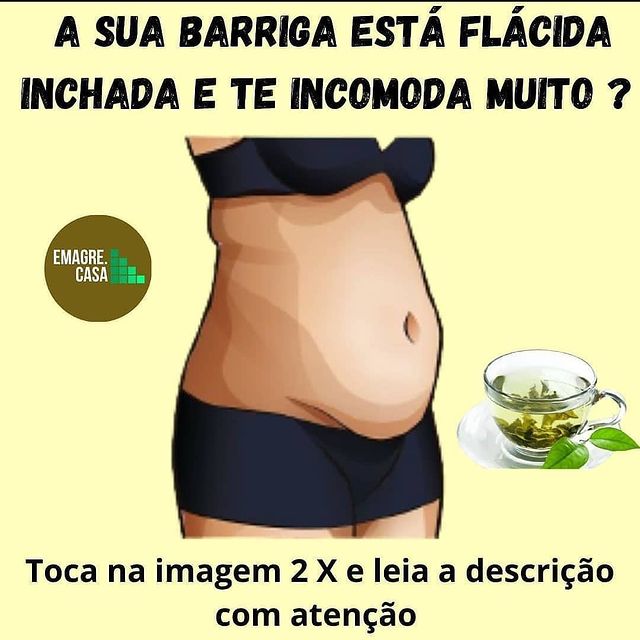 A SUA BARRIGA ESTÁ FLÁCIDA
INCHADA E TE INCOMODA MUITO ?
EMAGRE.
CASA
Toca na imagem 2 X e leia a descrição
com atenção